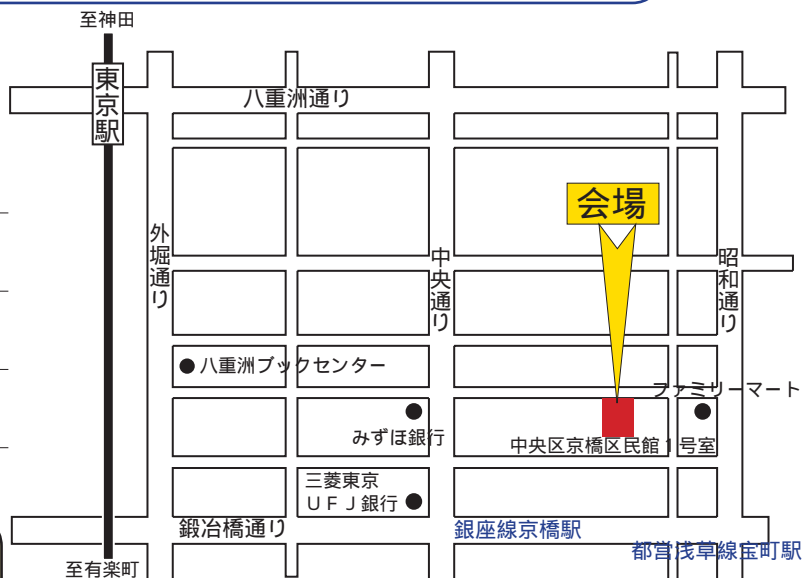 至神田
東京駅
八重洲通り
会場
外堀通り
中央通り
昭和通り
八重洲ブックセンター
ファミリーマート
みずほ銀行
中央区京橋区民館1号室
三菱東京
UFJ銀行
鍛冶橋通り
銀座線京橋駅
都営浅草線宝町駅
至有楽町